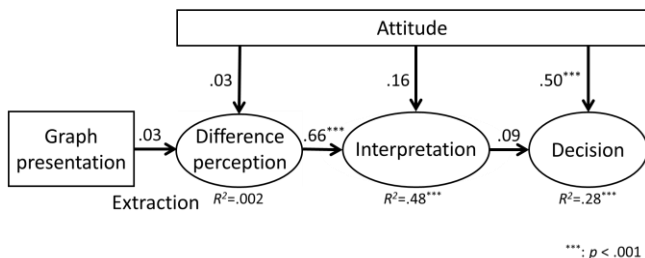 Attitude
.03
.16
.50***
Graph
presentation
.03
Difference
perception
.66***
Interpretation
.09
Decision
Extraction
R²=.002
R²=.48***
R²=.28***
***: p < .001